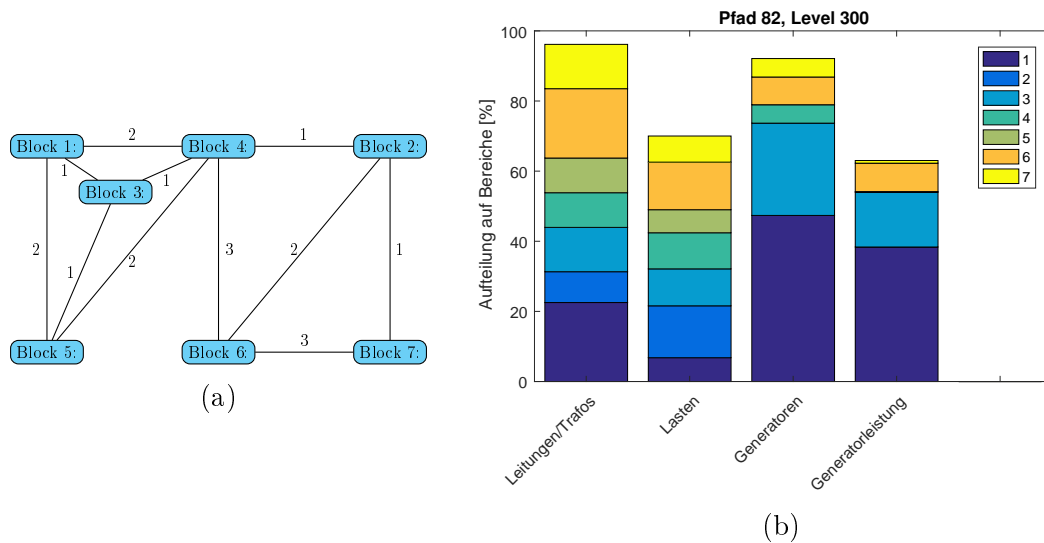 Block 1:
2
Block 4:
1
Block 2:
1
1
Block 3:
2
1
2
3
2
1
Block 5:
Block 6:
3
Block 7:
(a)
Pfad 82, Level 300
Aufteilung auf Bereiche [%]
100
80
60
40
20
0
1
2
3
4
5
6
7
Leitungen/Trafos
Lasten
Generatoren
Generatorleistung
(b)